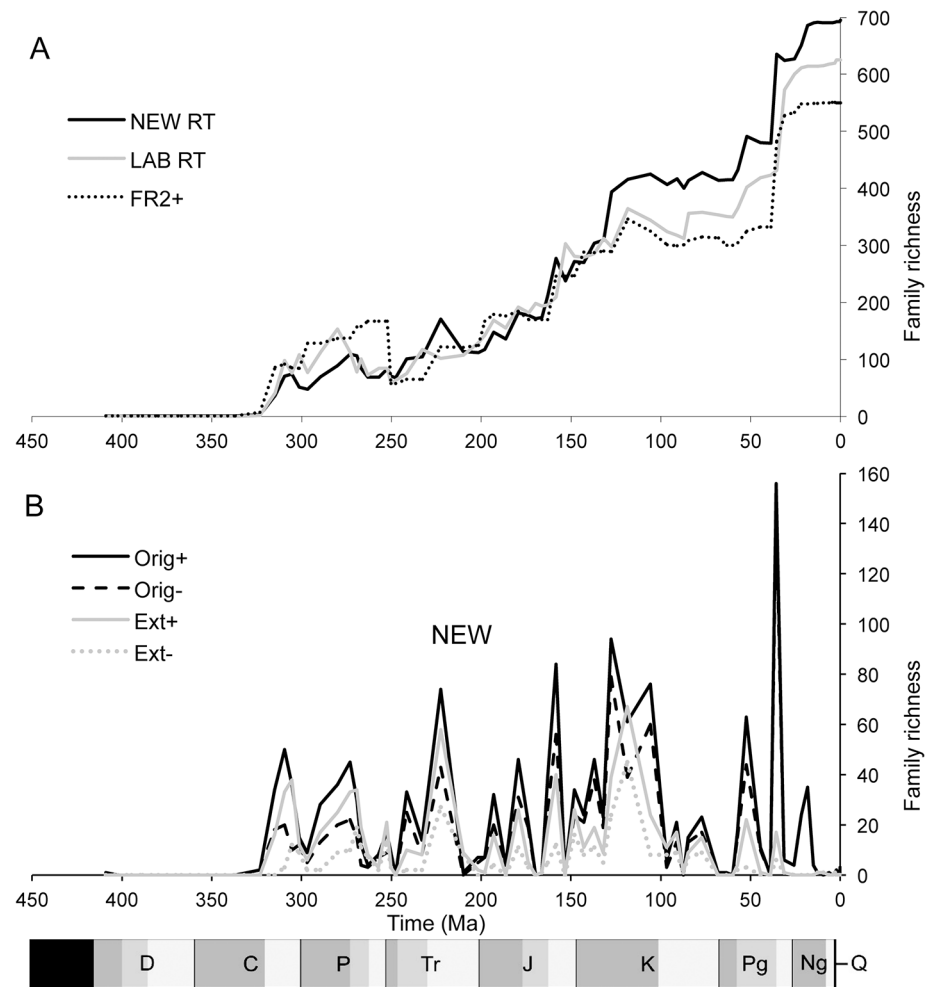 A
NEW RT
LAB RT
FR2+
700
600
500
400
300
200
100
0
Family richness
450 400 350 300 250 200 150 100 50 0
B
Orig+
Orig-
Ext+
Ext-
NEW
160
140
120
100
80
60
40
20
0
Family richness
450 400 350 300 250 200 150 100 50 0
Time (Ma)
D C P Tr J K Pg Ng Q